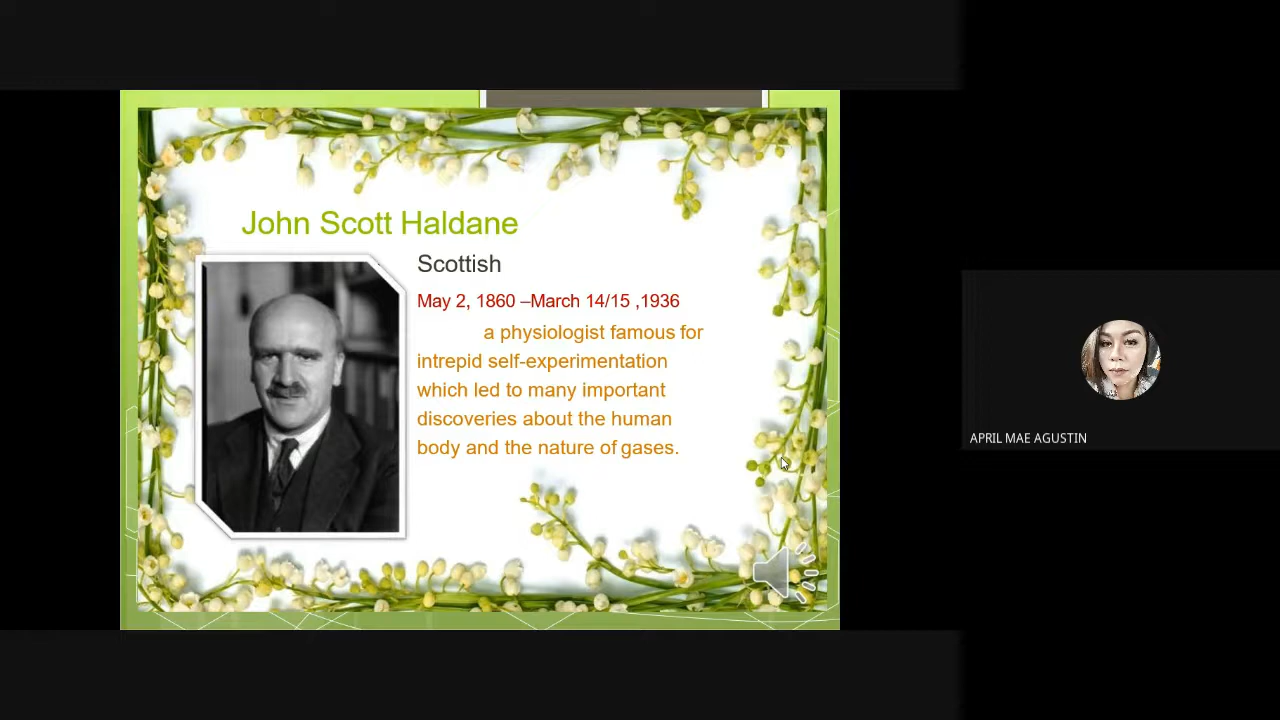 John Scott Haldane
Scottish
May 2, 1860 –March 14/15 ,1936
a physiologist famous for
intrepid self-experimentation
which led to many important
discoveries about the human
body and the nature of gases.
APRIL MAE AGUSTIN